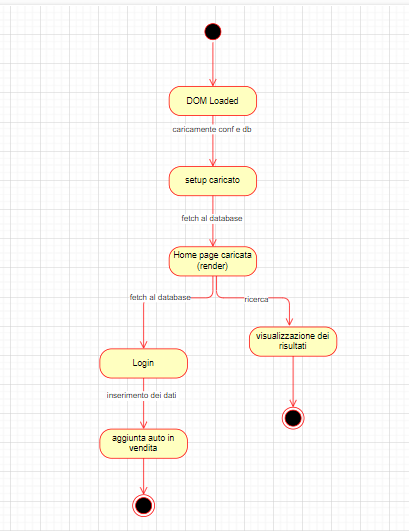 DOM Loaded
caricamente conf e db
setup caricato
fetch al database
Home page caricata
(render)
fetch al database
ricerca
visualizzazione dei
risultati
Login
inserimento dei dati
aggiunta auto in
vendita